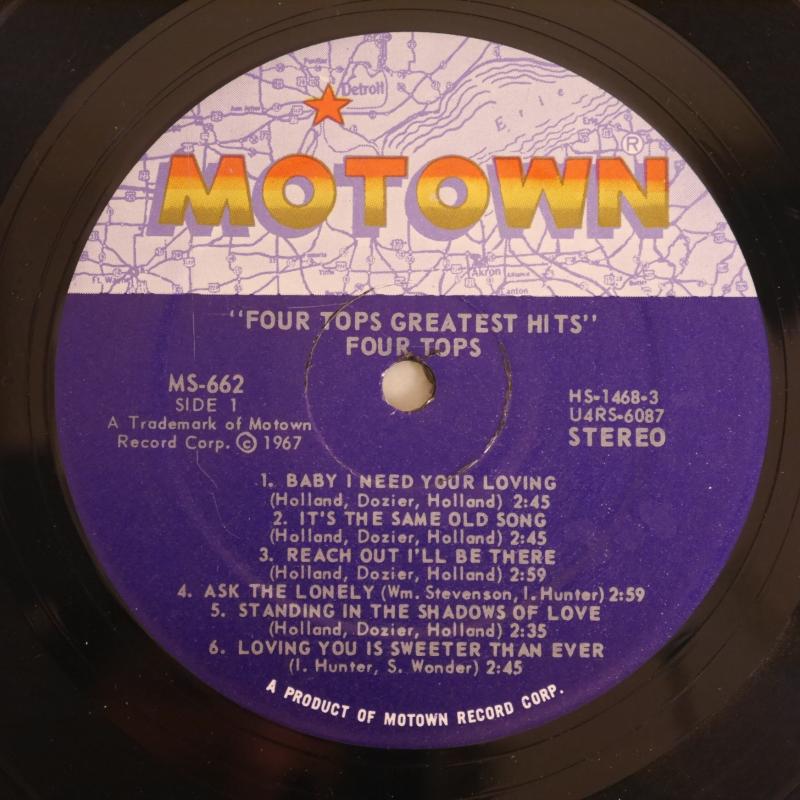 Detroit
Erie
MOTOWN®
Akron
Canton
Ft. Wayne
"FOUR TOPS GREATEST HITS"
FOUR TOPS
MS-662
SIDE 1
A Trademark of Motown
Record Corp. © 1967
HS-1468-3
U4RS-6087
STEREO
1. BABY I NEED YOUR LOVING
(Holland, Dozier, Holland) 2:45
2. IT'S THE SAME OLD SONG
(Holland, Dozier, Holland) 2:45
3. REACH OUT I'LL BE THERE
(Holland, Dozier, Holland) 2:59
4. ASK THE LONELY (Wm. Stevenson, I. Hunter) 2:59
5. STANDING IN THE SHADOWS OF LOVE
(Holland, Dozier, Holland) 2:35
6. LOVING YOU IS SWEETER THAN EVER
(I. Hunter, S. Wonder) 2:45
A PRODUCT OF MOTOWN RECORD CORP.